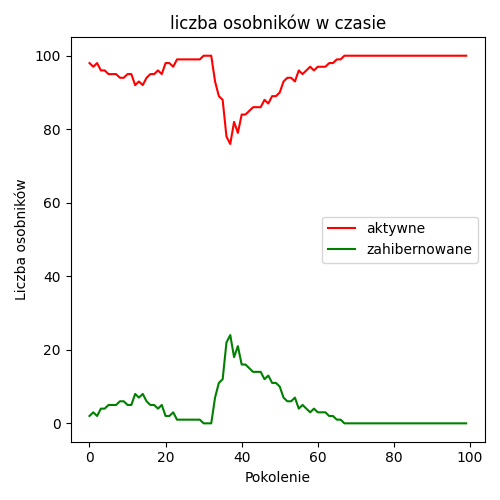 liczba osobników w czasie
Liczba osobników
100
80
60
40
20
0
aktywne
zahibernowane
0 20 40 60 80 100
Pokolenie